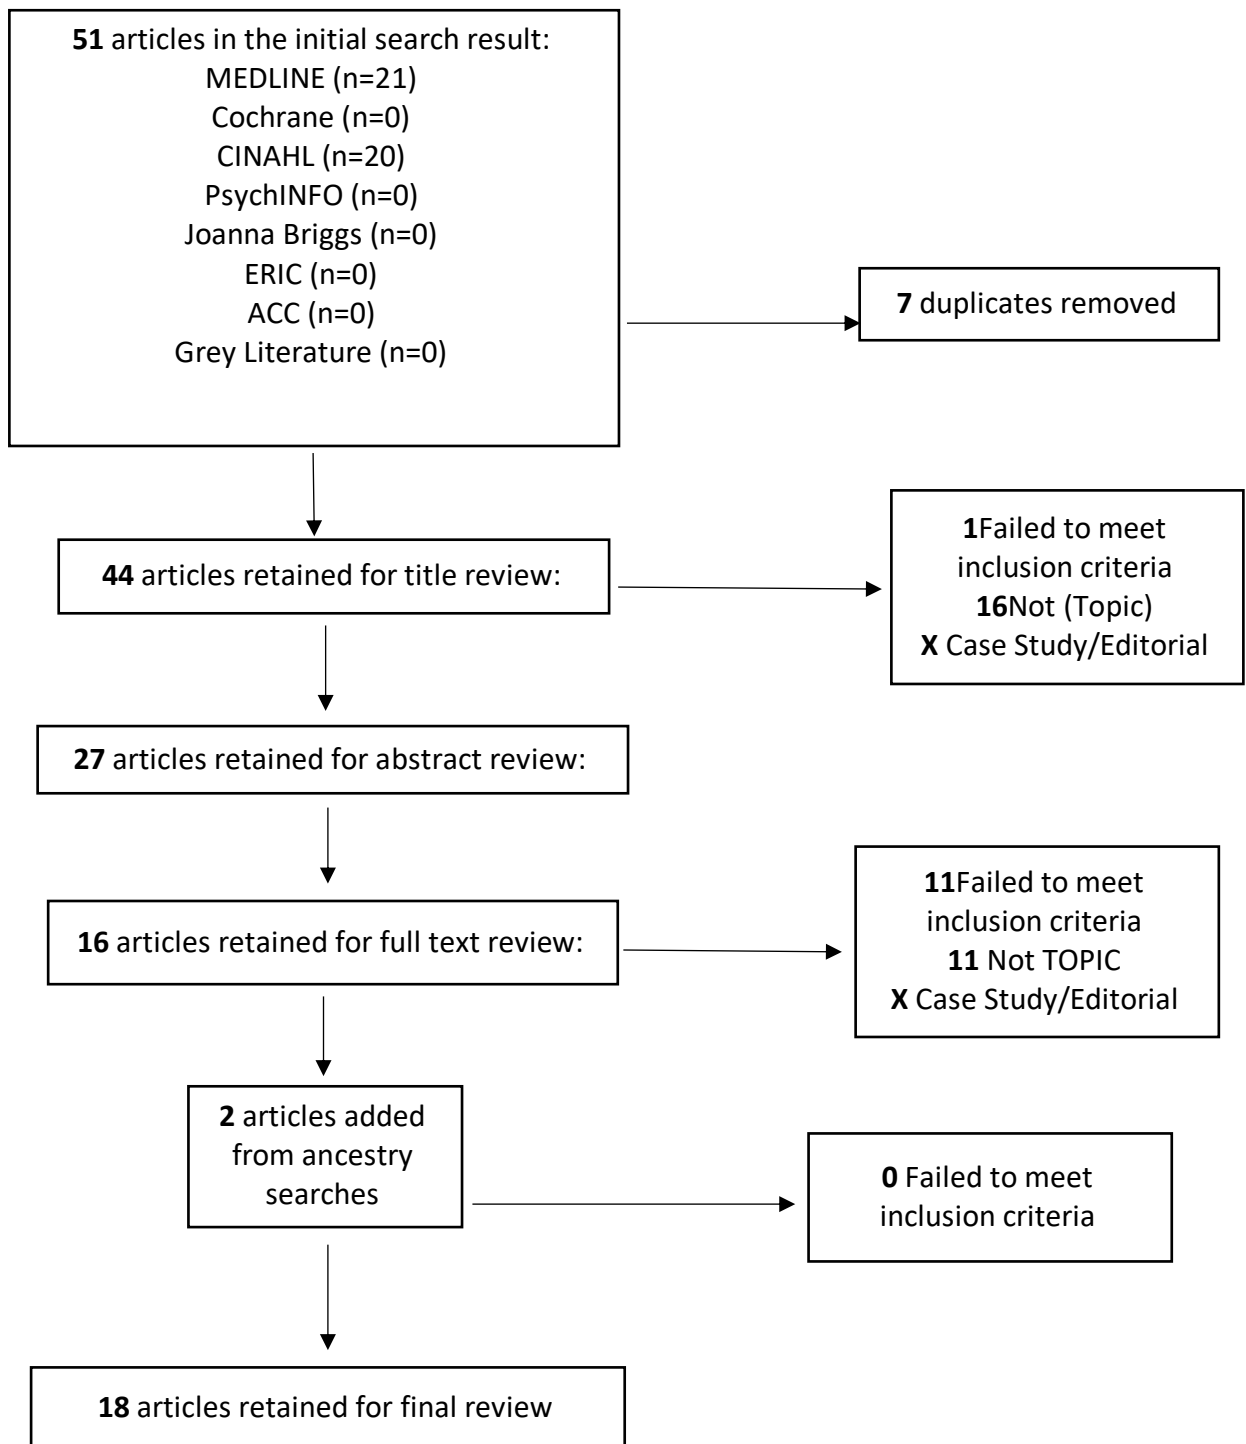 51 articles in the initial search result:
MEDLINE (n=21)
Cochrane (n=0)
CINAHL (n=20)
PsychINFO (n=0)
Joanna Briggs (n=0)
ERIC (n=0)
ACC (n=0)
Grey Literature (n=0)
7 duplicates removed
44 articles retained for title review:
1Failed to meet
inclusion criteria
16Not (Topic)
X Case Study/Editorial
27 articles retained for abstract review:
16 articles retained for full text review:
11Failed to meet
inclusion criteria
11 Not TOPIC
X Case Study/Editorial
2 articles added
from ancestry
searches
0 Failed to meet
inclusion criteria
18 articles retained for final review